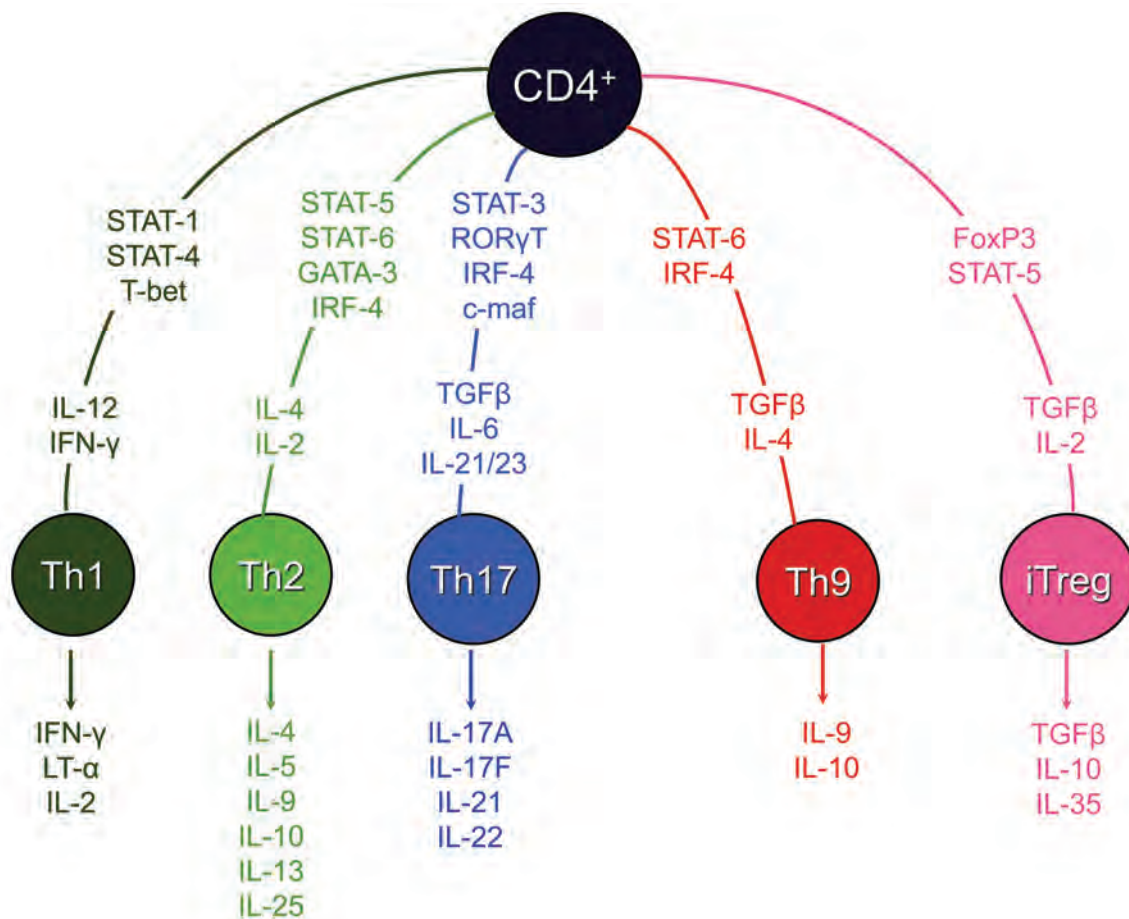 CD4+
STAT-1
STAT-4
T-bet
STAT-5
STAT-6
GATA-3
IRF-4
STAT-3
RORγT
IRF-4
c-maf
STAT-6
IRF-4
FoxP3
STAT-5
IL-12
IFN-γ
IL-4
IL-2
TGFβ
IL-6
IL-21/23
TGFβ
IL-4
TGFβ
IL-2
Th1
Th2
Th17
Th9
iTreg
IFN-γ
LT-α
IL-2
IL-4
IL-5
IL-9
IL-10
IL-13
IL-25
IL-17A
IL-17F
IL-21
IL-22
IL-9
IL-10
TGFβ
IL-10
IL-35